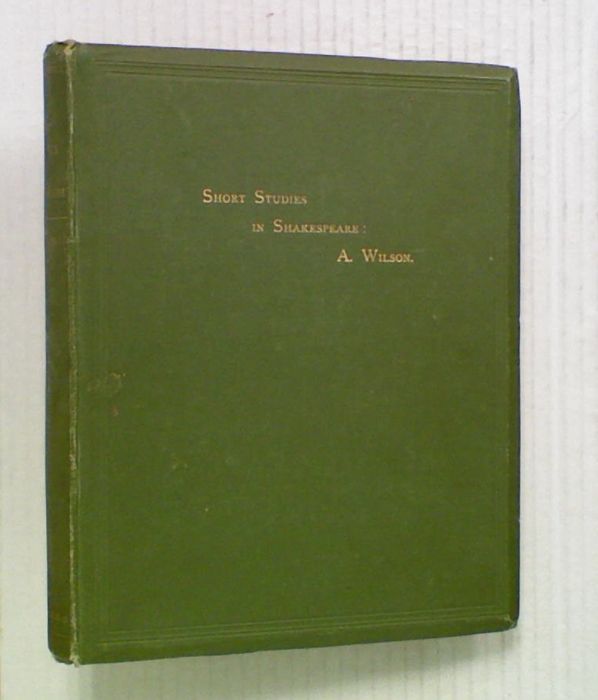 Short Studies
in Shakespeare:
A. Wilson.